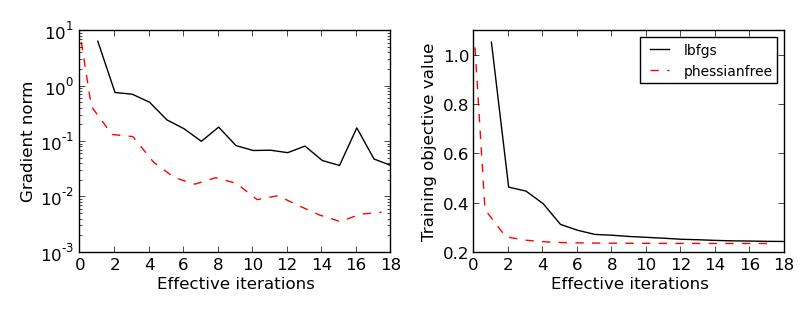 Gradient norm
10^1
10^0
10^-1
10^-2
10^-3
0 2 4 6 8 10 12 14 16 18
Effective iterations
Training objective value
1.0
0.8
0.6
0.4
0.2
0 2 4 6 8 10 12 14 16 18
Effective iterations
lbfgs
phessianfree